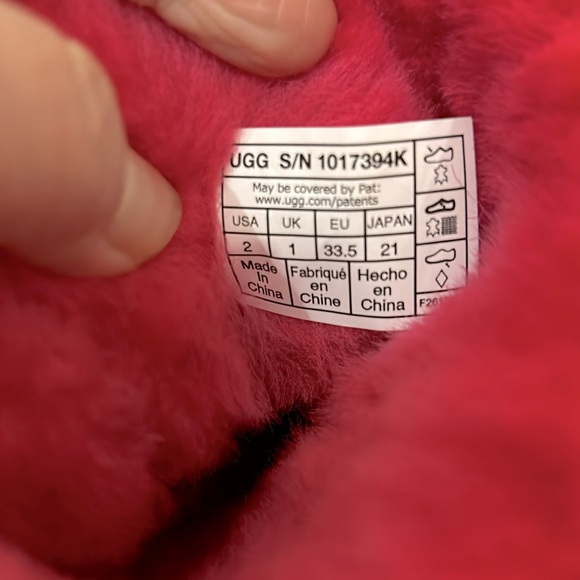 UGG S/N 1017394K
May be covered by Pat:
www.ugg.com/patents
USA UK EU JAPAN
2 1 33.5 21
Made in China
Fabriqué en Chine
Hecho en China